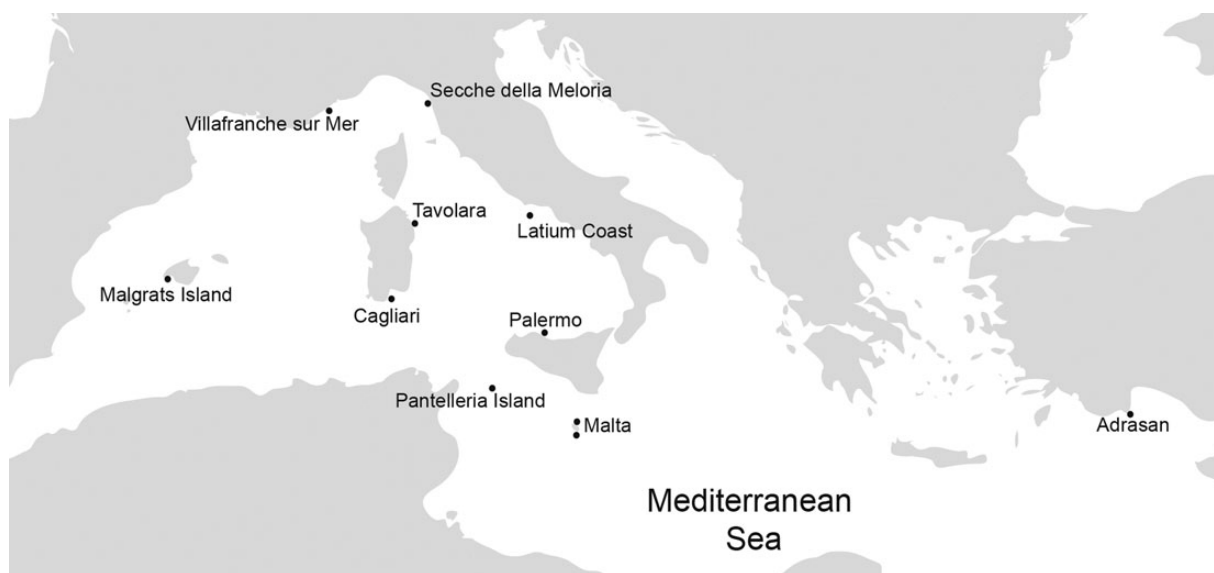 Secche della Meloria
Villafranche sur Mer
Tavolara
Latium Coast
Malgrats Island
Cagliari
Palermo
Pantelleria Island
Malta
Adrasan
Mediterranean
Sea